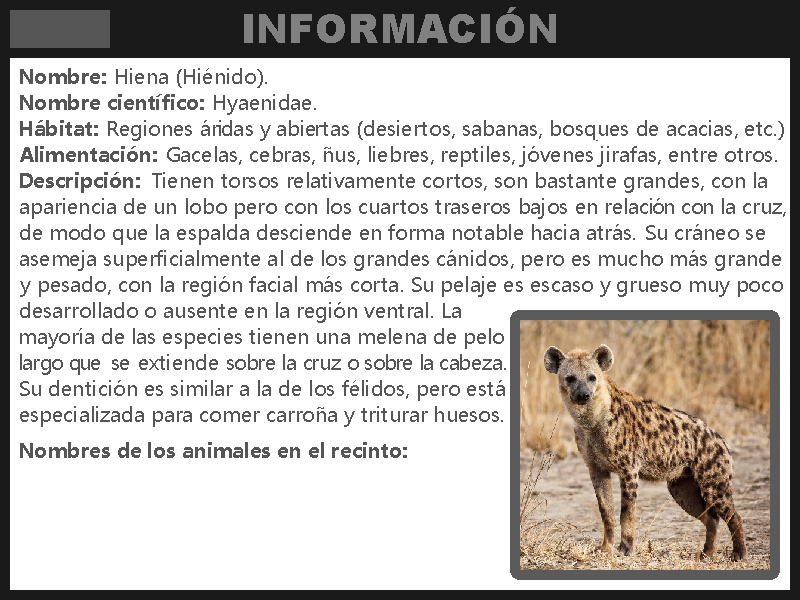 INFORMACIÓN
Nombre: Hiena (Hiénido).
Nombre científico: Hyaenidae.
Hábitat: Regiones áridas y abiertas (desiertos, sabanas, bosques de acacias, etc.)
Alimentación: Gacelas, cebras, ñus, liebres, reptiles, jóvenes jirafas, entre otros.
Descripción: Tienen torsos relativamente cortos, son bastante grandes, con la
apariencia de un lobo pero con los cuartos traseros bajos en relación con la cruz,
de modo que la espalda desciende en forma notable hacia atrás. Su cráneo se
asemeja superficialmente al de los grandes cánidos, pero es mucho más grande
y pesado, con la región facial más corta. Su pelaje es escaso y grueso muy poco
desarrollado o ausente en la región ventral. La
mayoría de las especies tienen una melena de pelo
largo que se extiende sobre la cruz o sobre la cabeza.
Su dentición es similar a la de los félidos, pero está
especializada para comer carroña y triturar huesos.
Nombres de los animales en el recinto: